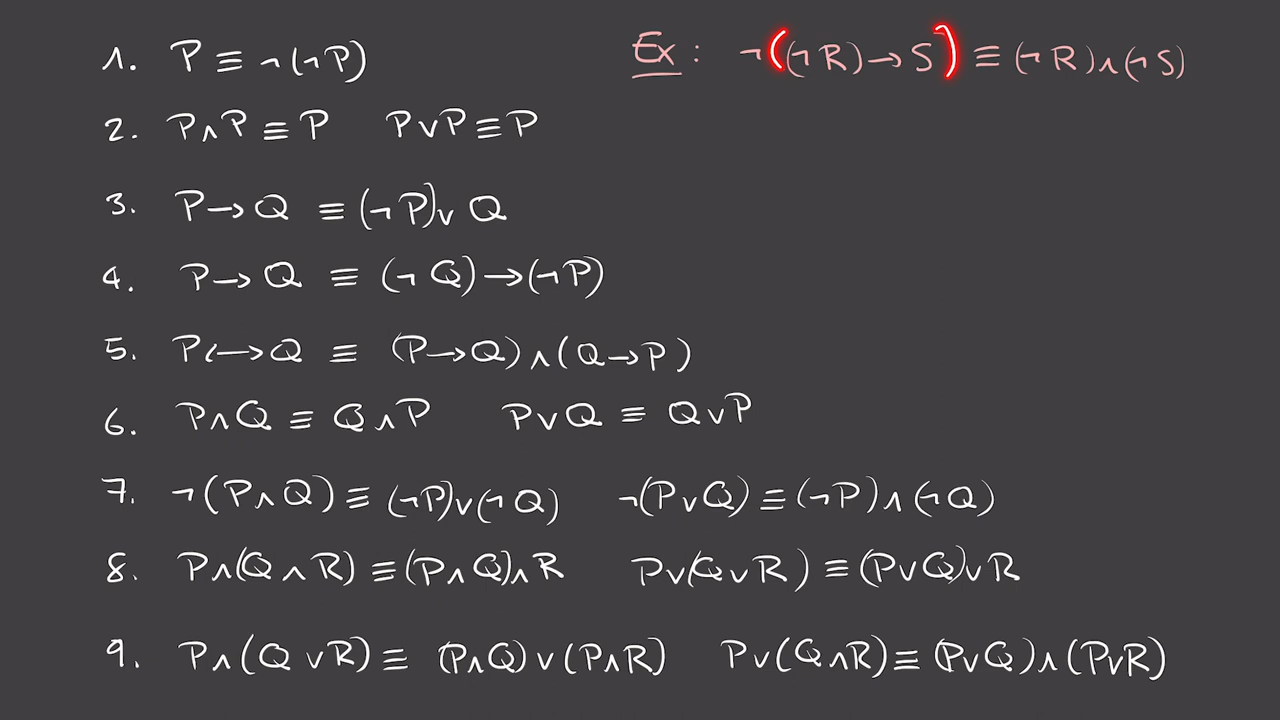 1. P ≡ ¬(¬P)
Ex: ¬((¬R)→S) ≡ (¬R)∧(¬S)
2. P∧P ≡ P P∨P ≡ P
3. P→Q ≡ (¬P)∨Q
4. P→Q ≡ (¬Q)→(¬P)
5. P↔Q ≡ (P→Q)∧(Q→P)
6. P∧Q ≡ Q∧P P∨Q ≡ Q∨P
7. ¬(P∧Q) ≡ (¬P)∨(¬Q) ¬(P∨Q) ≡ (¬P)∧(¬Q)
8. P∧(Q∧R) ≡ (P∧Q)∧R P∨(Q∨R) ≡ (P∨Q)∨R
9. P∧(Q∨R) ≡ (P∧Q)∨(P∧R) P∨(Q∧R) ≡ (P∨Q)∧(P∨R)